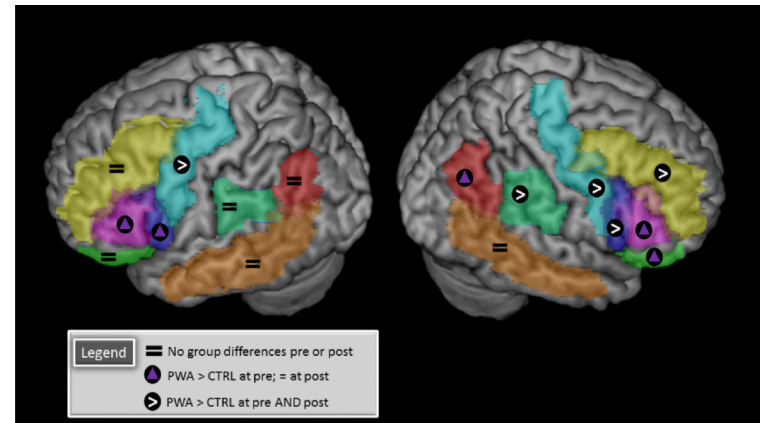 Legend
= No group differences pre or post
PWA > CTRL at pre; = at post
> PWA > CTRL at pre AND post